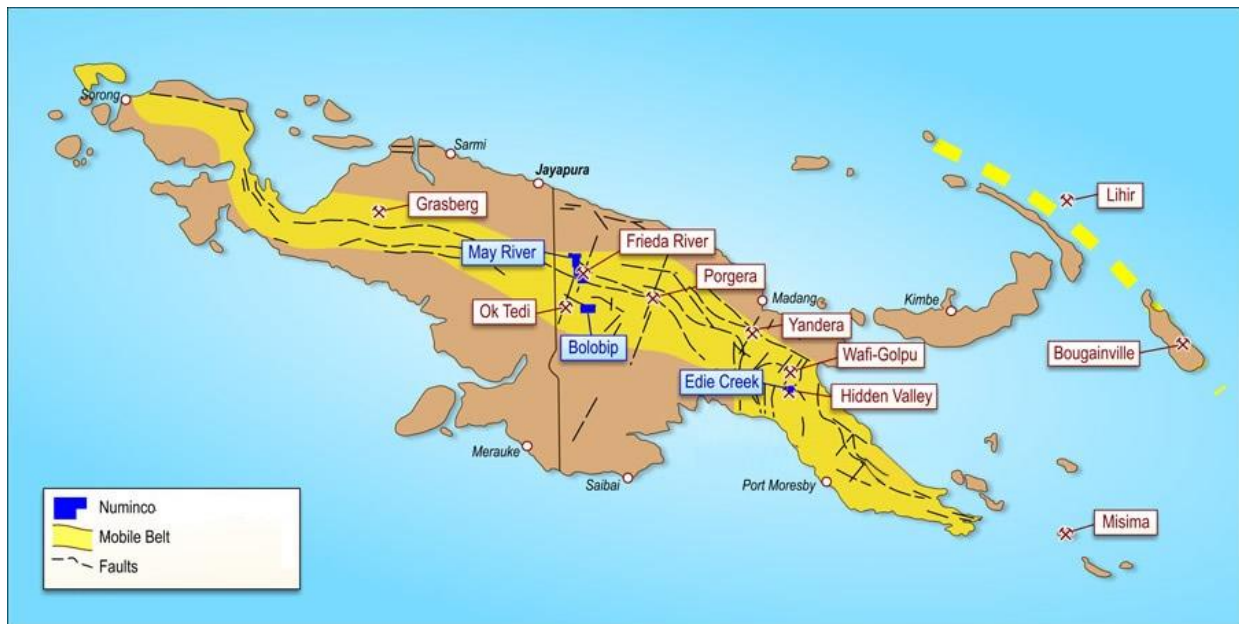 Sorong
Sarmi
Jayapura
Lihir
Grasberg
Frieda River
May River
Porgera
Madang
Kimbe
Ok Tedi
Yandera
Bolobip
Wafi-Golpu
Bougainville
Edie Creek
Hidden Valley
Merauke
Saibai
Port Moresby
Misima
Numinco
Mobile Belt
Faults